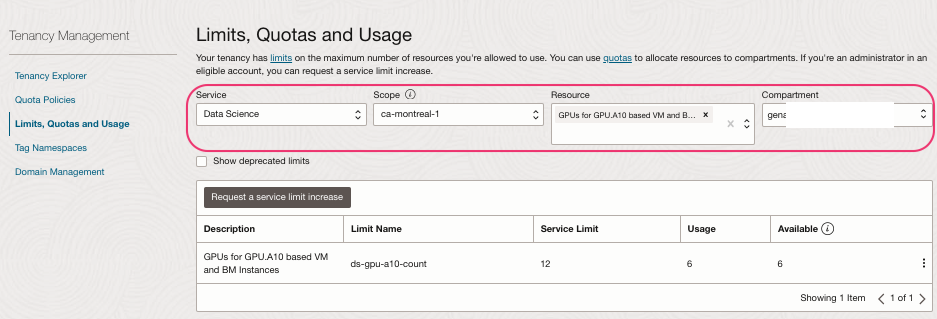 Tenancy Management
Tenancy Explorer
Quota Policies
Limits, Quotas and Usage
Tag Namespaces
Domain Management
Limits, Quotas and Usage
Your tenancy has limits on the maximum number of resources you're allowed to use. You can use quotas to allocate resources to compartments. If you're an administrator in an
eligible account, you can request a service limit increase.
Service
Data Science
Scope
ca-montreal-1
Resource
GPUs for GPU.A10 based VM and B...
Compartment
gena
Show deprecated limits
Request a service limit increase
Description Limit Name Service Limit Usage Available
GPUs for GPU.A10 based VM
and BM Instances
ds-gpu-a10-count 12 6 6
Showing 1 Item 1 of 1